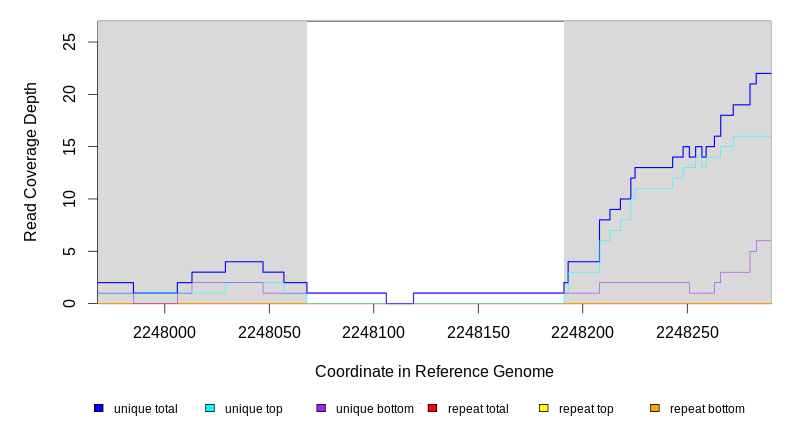 25
20
15
10
5
0
Read Coverage Depth
2248000 2248050 2248100 2248150 2248200 2248250
Coordinate in Reference Genome
unique total unique top unique bottom repeat total repeat top repeat bottom